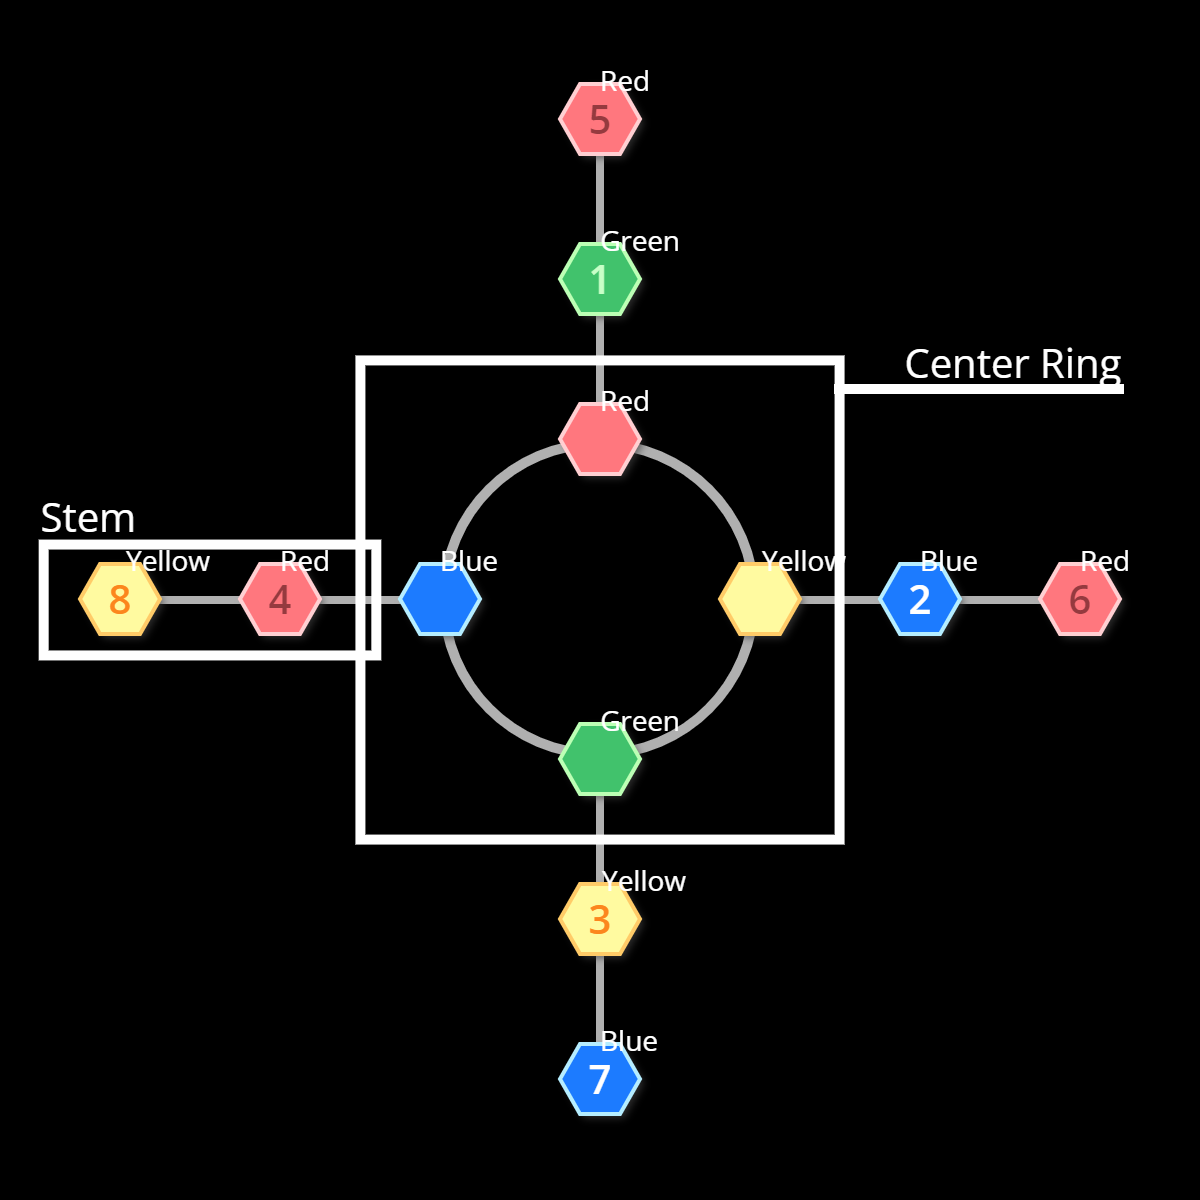 Red
5
Green
1
Center Ring
Red
Stem
Yellow Red Blue Yellow Blue Red
8 4 2 6
Green
Yellow
3
Blue
7